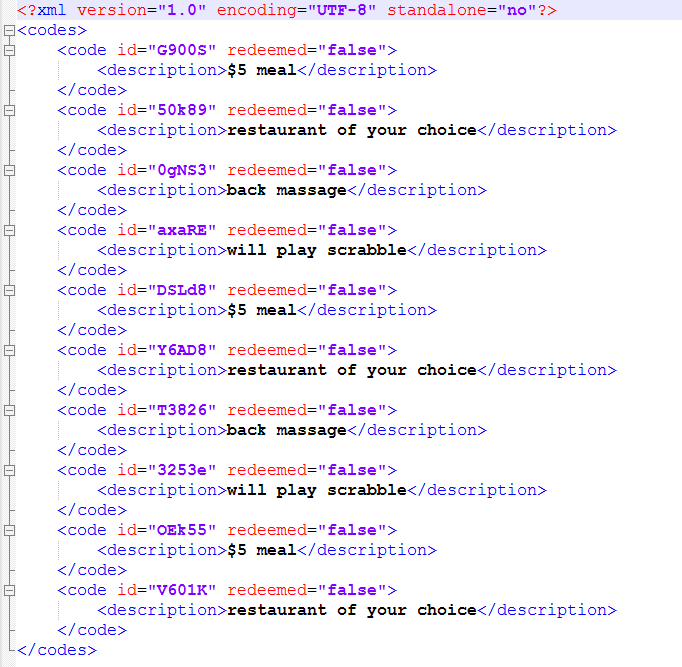 <?xml version="1.0" encoding="UTF-8" standalone="no"?>
<codes>
<code id="G900S" redeemed="false">
<description>$5 meal</description>
</code>
<code id="50k89" redeemed="false">
<description>restaurant of your choice</description>
</code>
<code id="0gNS3" redeemed="false">
<description>back massage</description>
</code>
<code id="axaRE" redeemed="false">
<description>will play scrabble</description>
</code>
<code id="DSLd8" redeemed="false">
<description>$5 meal</description>
</code>
<code id="Y6AD8" redeemed="false">
<description>restaurant of your choice</description>
</code>
<code id="T3826" redeemed="false">
<description>back massage</description>
</code>
<code id="3253e" redeemed="false">
<description>will play scrabble</description>
</code>
<code id="OEk55" redeemed="false">
<description>$5 meal</description>
</code>
<code id="V601K" redeemed="false">
<description>restaurant of your choice</description>
</code>
</codes>